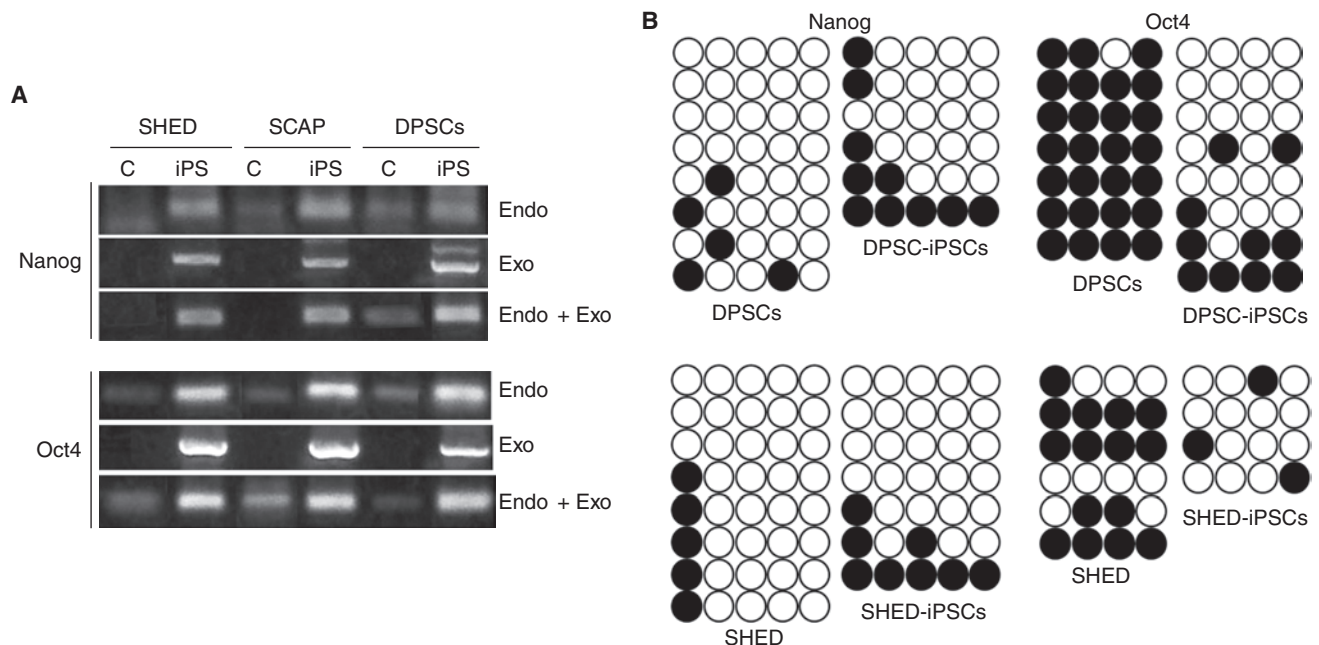 A
SHED SCAP DPSCs
C iPS C iPS C iPS
Nanog
Endo
Exo
Endo + Exo
Oct4
Endo
Exo
Endo + Exo
B
Nanog Oct4
DPSCs
DPSC-iPSCs
DPSCs
DPSC-iPSCs
SHED
SHED-iPSCs
SHED
SHED-iPSCs